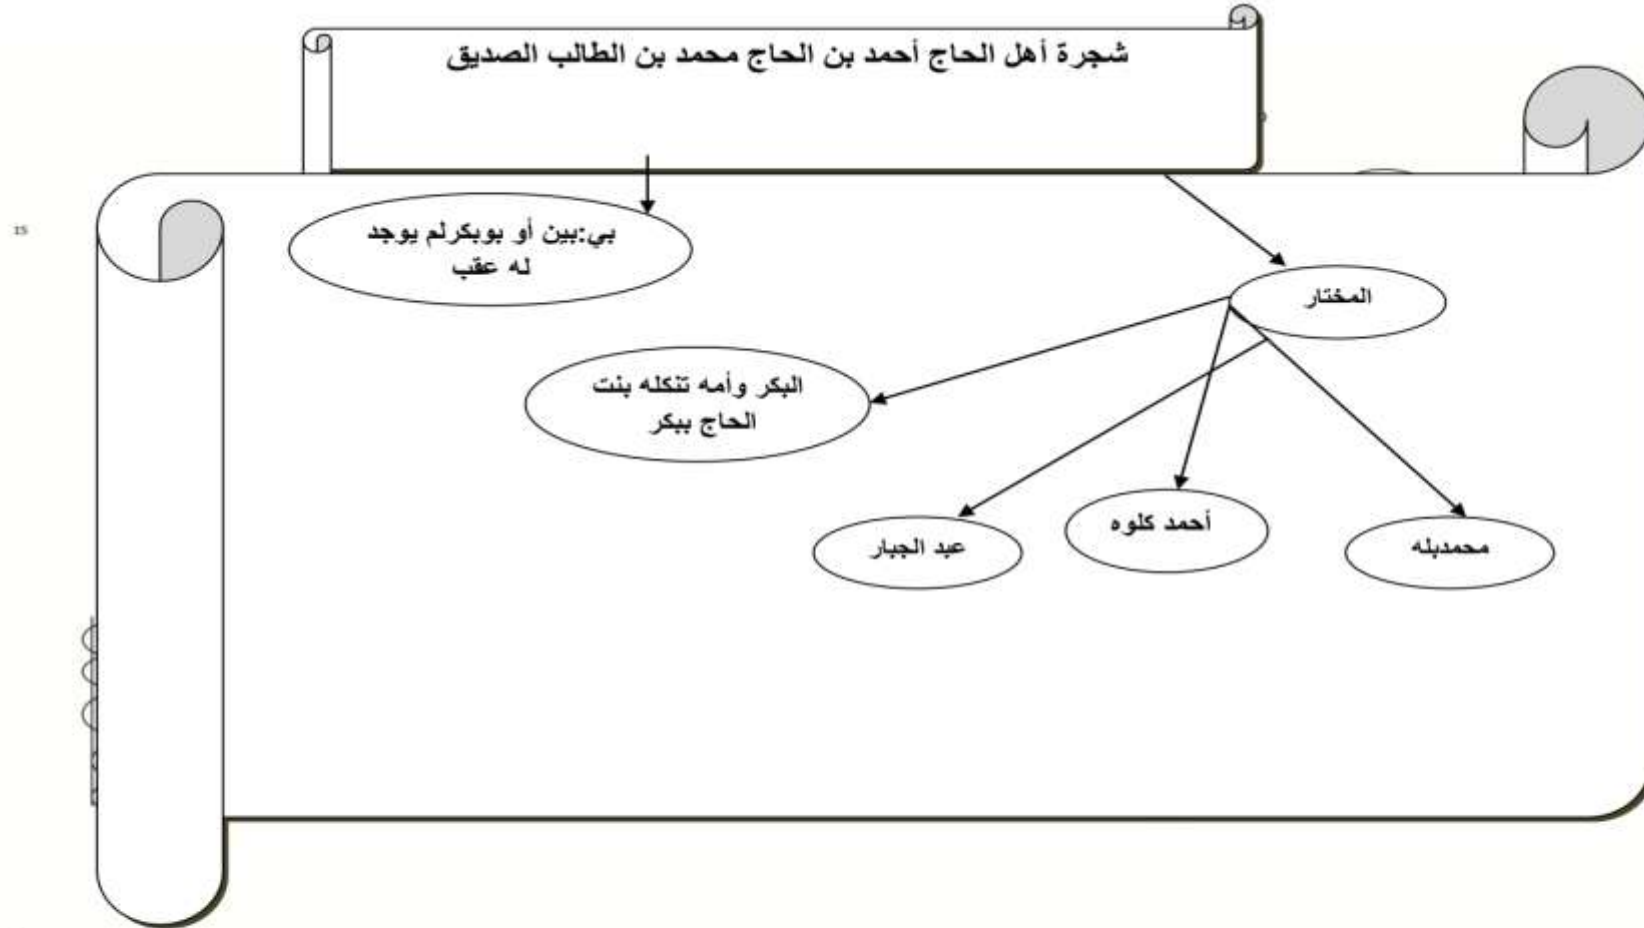 شجرة أهل الحاج أحمد بن الحاج محمد بن الطالب الصديق
بي:بين أو بوبكرلم يوجد
له عقب
المختار
البكر وأمه تنكله بنت
الحاج ببكر
أحمد كلوه
محمدبله
عبد الجبار
15